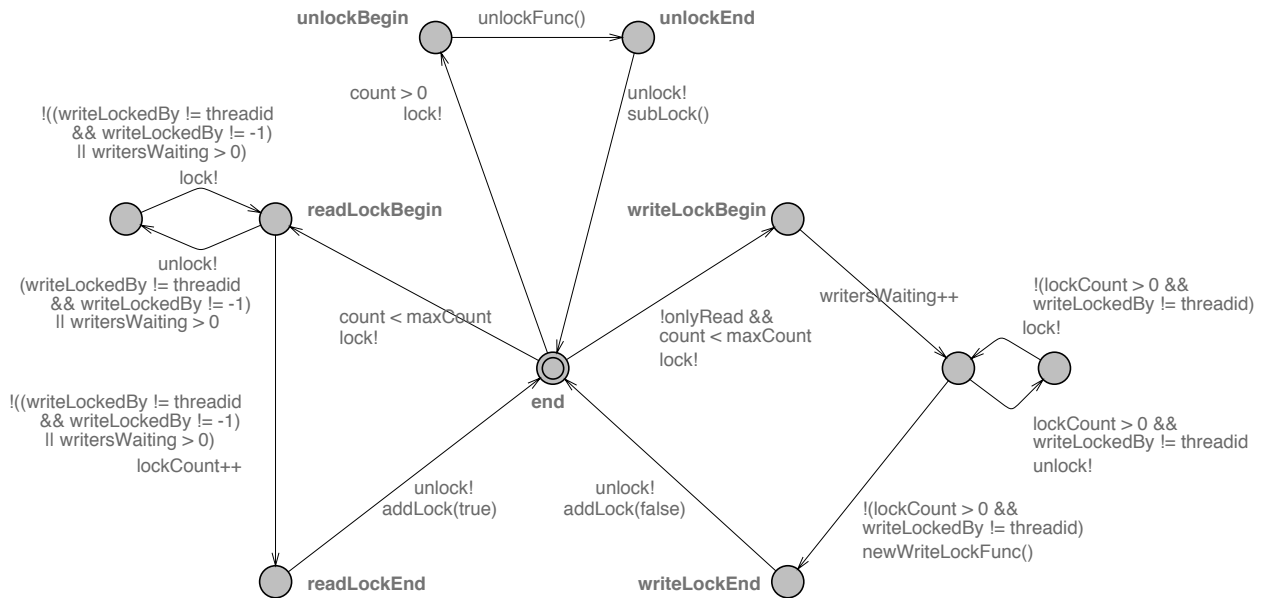 unlockBegin
unlockFunc()
unlockEnd
count > 0
lock!
unlock!
subLock()
!((writeLockedBy != threadid
&& writeLockedBy != -1)
|| writersWaiting > 0)
lock!
readLockBegin
writeLockBegin
unlock!
(writeLockedBy != threadid
&& writeLockedBy != -1)
|| writersWaiting > 0
count < maxCount
lock!
!onlyRead &&
count < maxCount
lock!
writersWaiting++
!(lockCount > 0 &&
writeLockedBy != threadid)
lock!
end
!((writeLockedBy != threadid
&& writeLockedBy != -1)
|| writersWaiting > 0)
lockCount++
lockCount > 0 &&
writeLockedBy != threadid
unlock!
unlock!
addLock(true)
unlock!
addLock(false)
!(lockCount > 0 &&
writeLockedBy != threadid)
newWriteLockFunc()
readLockEnd
writeLockEnd